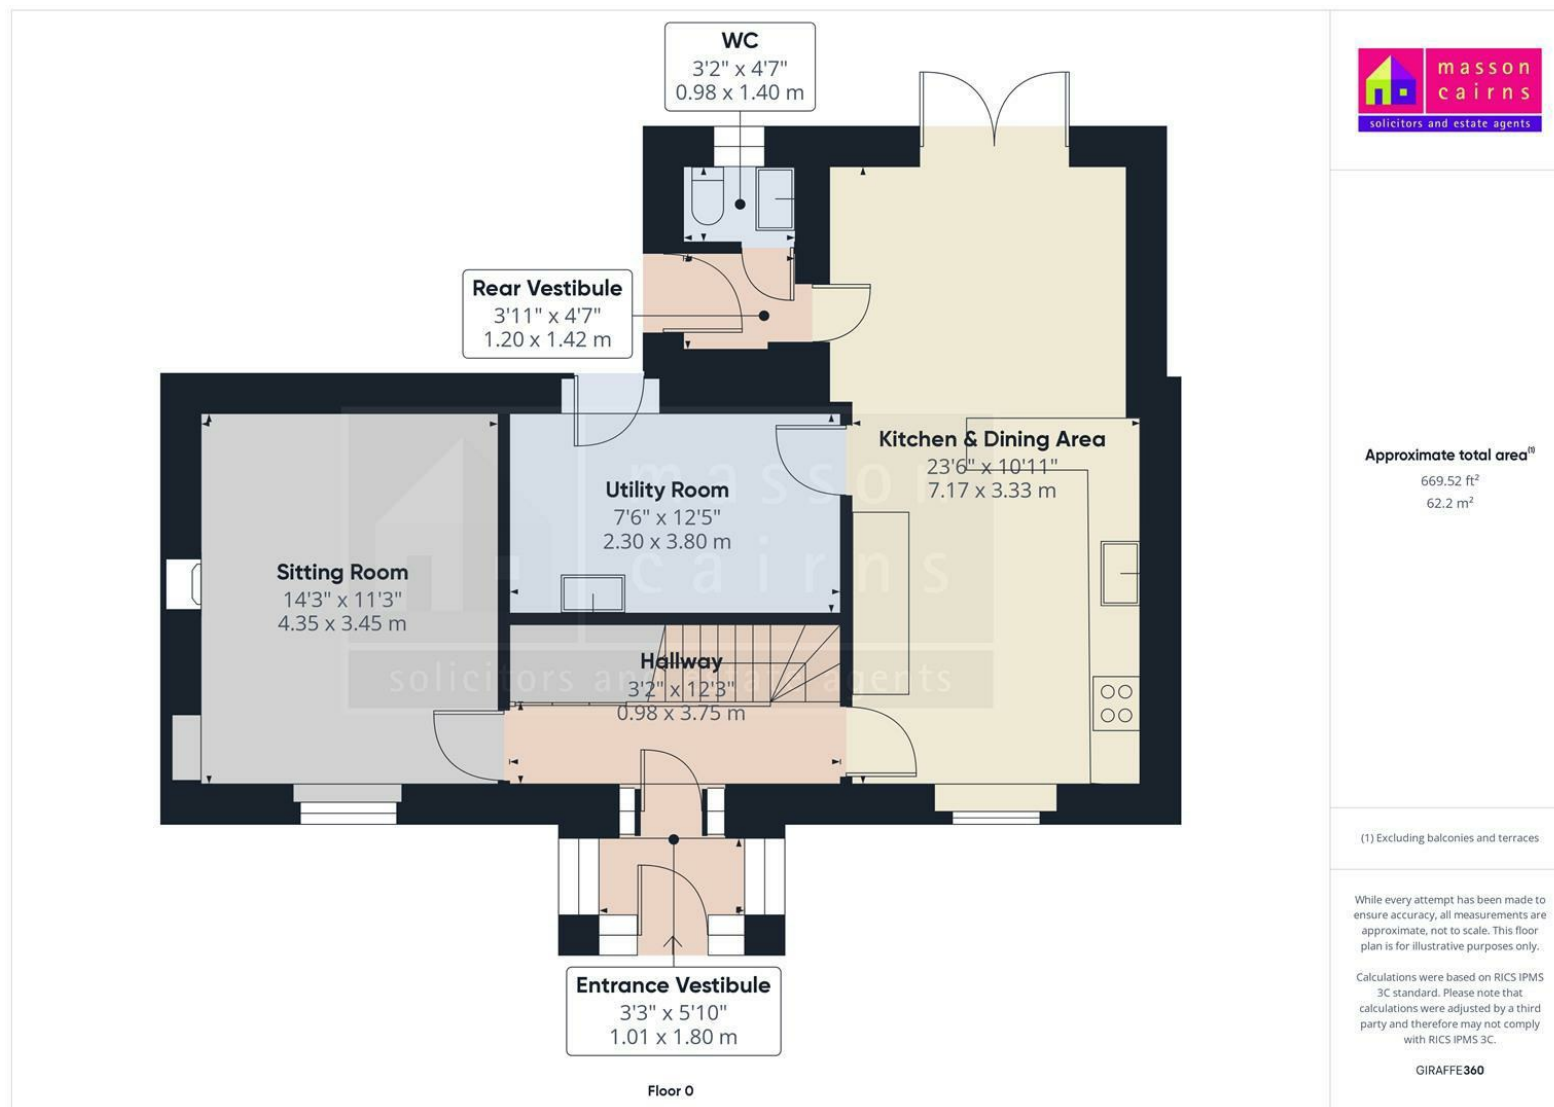 WC
3'2" x 4'7"
0.98 x 1.40 m
masson
cairns
solicitors and estate agents
Rear Vestibule
3'11" x 4'7"
1.20 x 1.42 m
Kitchen & Dining Area
23'6" x 10'11"
7.17 x 3.33 m
Utility Room
7'6" x 12'5"
2.30 x 3.80 m
Sitting Room
14'3" x 11'3"
4.35 x 3.45 m
masson
cairns
solicitors and estate agents
Hallway
3'2" x 12'3"
0.98 x 3.75 m
Entrance Vestibule
3'3" x 5'10"
1.01 x 1.80 m
Floor 0
Approximate total area(1)
669.52 ft²
62.2 m²
(1) Excluding balconies and terraces
While every attempt has been made to
ensure accuracy, all measurements are
approximate, not to scale. This floor
plan is for illustrative purposes only.
Calculations were based on RICS IPMS
3C standard. Please note that
calculations were adjusted by a third
party and therefore may not comply
with RICS IPMS 3C.
GIRAFFE360